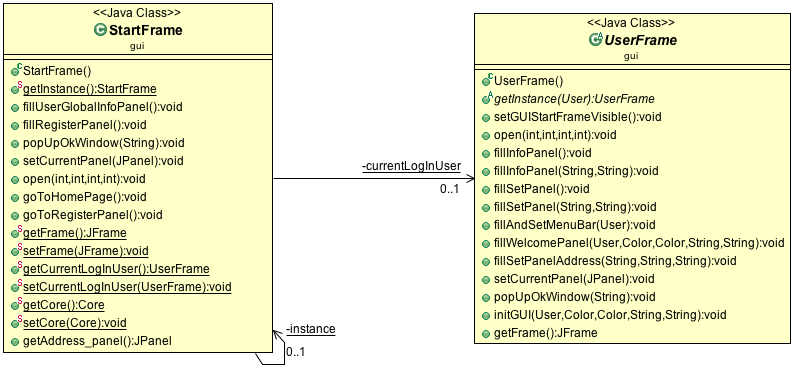 <<Java Class>>
StartFrame
gui
StartFrame()
getInstance():StartFrame
fillUserGlobalInfoPanel():void
fillRegisterPanel():void
popUpOkWindow(String):void
setCurrentPanel(JPanel):void
open(int,int,int,int):void
goToHomePage():void
goToRegisterPanel():void
getFrame():JFrame
setFrame(JFrame):void
getCurrentLogInUser():UserFrame
setCurrentLogInUser(UserFrame):void
getCore():Core
setCore(Core):void
getAddress_panel():JPanel
-currentLogInUser
0..1
-instance
0..1
<<Java Class>>
UserFrame
gui
UserFrame()
getInstance(User):UserFrame
setGUIStartFrameVisible():void
open(int,int,int,int):void
fillInfoPanel():void
fillInfoPanel(String,String):void
fillSetPanel():void
fillSetPanel(String,String):void
fillAndSetMenuBar(User):void
fillWelcomePanel(User,Color,Color,String,String):void
fillSetPanelAddress(String,String,String):void
setCurrentPanel(JPanel):void
popUpOkWindow(String):void
initGUI(User,Color,Color,String,String):void
getFrame():JFrame